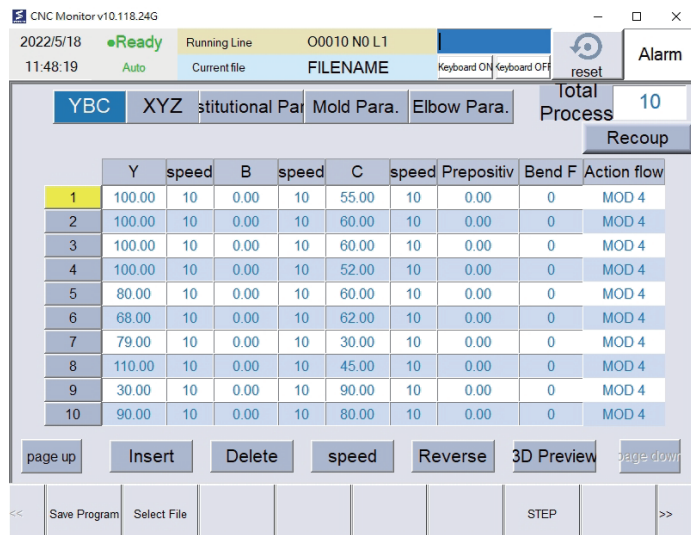 CNC Monitor v10.118.24G
2022/5/18 ●Ready Running Line O0010 N0 L1
11:48:19 Auto Current file FILENAME Keyboard ON Keyboard OFF reset Alarm
YBC XYZ stitutional Par Mold Para. Elbow Para. Total Process 10
Recoup
Y speed B speed C speed Prepositiv Bend F Action flow
1 100.00 10 0.00 10 55.00 10 0.00 0 MOD 4
2 100.00 10 0.00 10 60.00 10 0.00 0 MOD 4
3 100.00 10 0.00 10 60.00 10 0.00 0 MOD 4
4 100.00 10 0.00 10 52.00 10 0.00 0 MOD 4
5 80.00 10 0.00 10 60.00 10 0.00 0 MOD 4
6 68.00 10 0.00 10 62.00 10 0.00 0 MOD 4
7 79.00 10 0.00 10 30.00 10 0.00 0 MOD 4
8 110.00 10 0.00 10 45.00 10 0.00 0 MOD 4
9 30.00 10 0.00 10 90.00 10 0.00 0 MOD 4
10 90.00 10 0.00 10 80.00 10 0.00 0 MOD 4
page up Insert Delete speed Reverse 3D Preview page down
<< Save Program Select File STEP >>